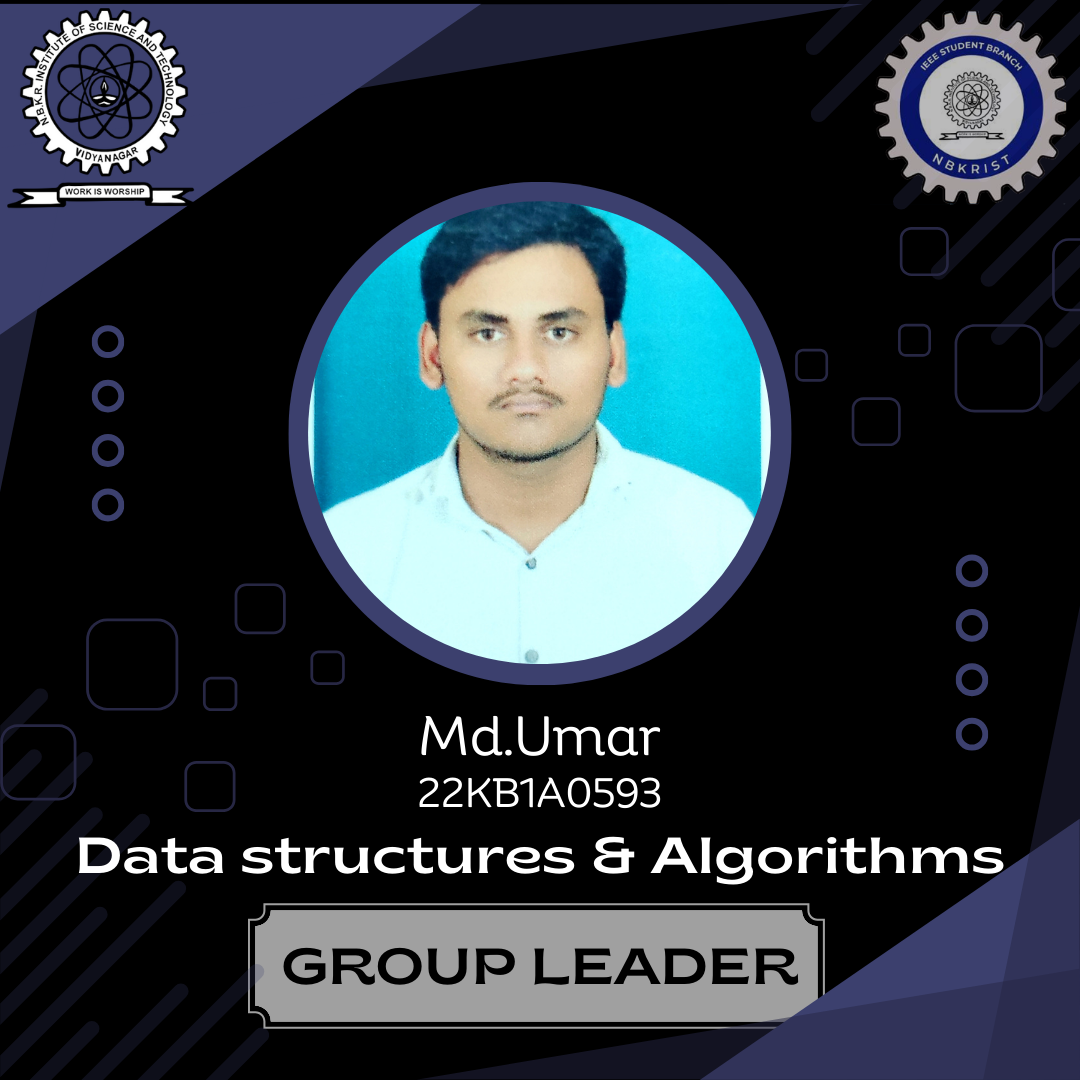 N.B.K.R. INSTITUTE OF SCIENCE AND TECHNOLOGY
VIDYANAGAR
WORK IS WORSHIP
IEEE STUDENT BRANCH
NBKRIST
Md.Umar
22KB1A0593
Data structures & Algorithms
GROUP LEADER